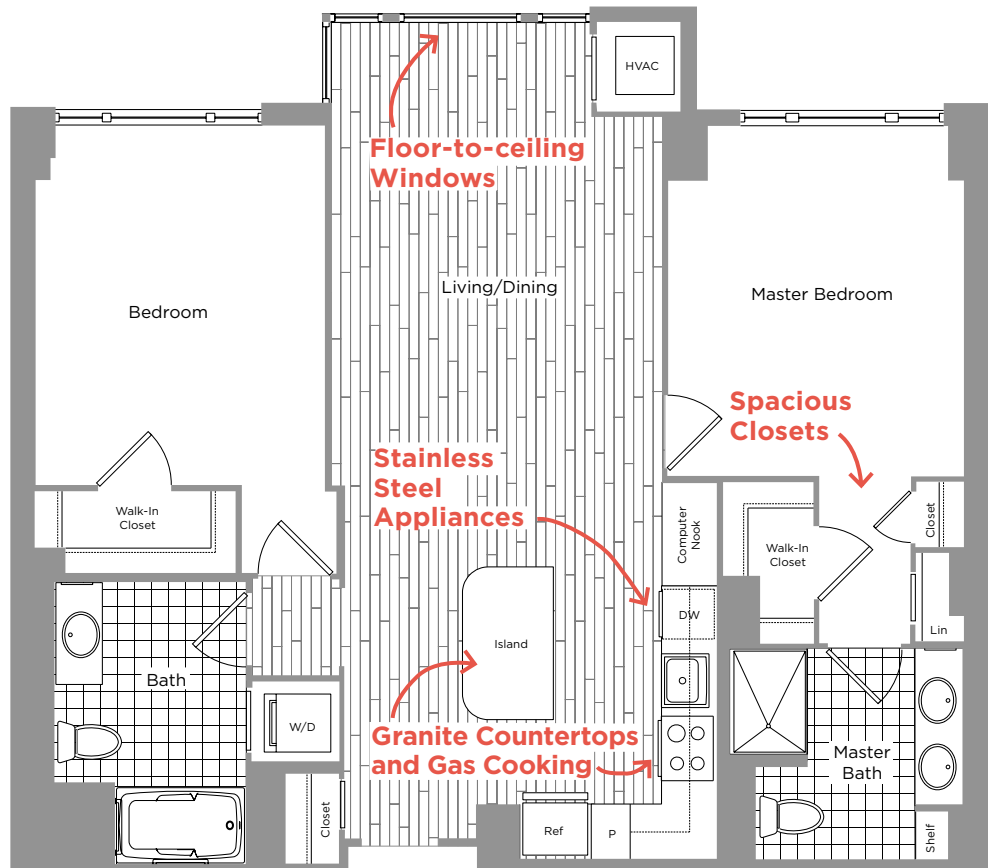 HVAC
Floor-to-ceiling
Windows
Living/Dining
Bedroom
Master Bedroom
Spacious
Closets
Stainless
Steel
Appliances
Walk-In
Closet
Computer
Nook
Walk-In
Closet
Closet
DW
Lin
Island
Bath
W/D
Granite Countertops
and Gas Cooking
Master
Bath
Closet
Ref
P
Shelf